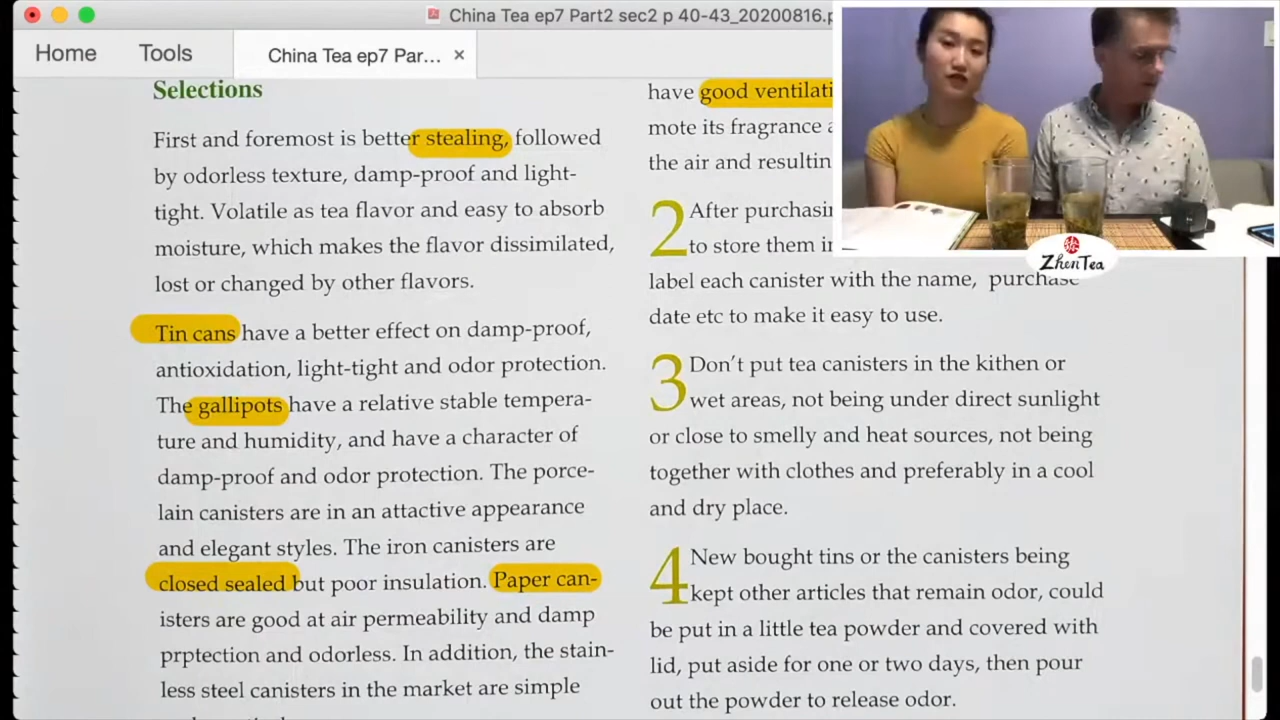 China Tea ep7 Part2 sec2 p 40-43_20200816.p
Home
Tools
China Tea ep7 Par...
×
Selections
First and foremost is better stealing, followed
by odorless texture, damp-proof and light-
tight. Volatile as tea flavor and easy to absorb
moisture, which makes the flavor dissimilated,
lost or changed by other flavors.
Tin cans have a better effect on damp-proof,
antioxidation, light-tight and odor protection.
The gallipots have a relative stable tempera-
ture and humidity, and have a character of
damp-proof and odor protection. The porce-
lain canisters are in an attactive appearance
and elegant styles. The iron canisters are
closed sealed but poor insulation. Paper can-
isters are good at air permeability and damp
prptection and odorless. In addition, the stain-
less steel canisters in the market are simple
have good ventilati
mote its fragrance a
the air and resultin
2 After purchasin
to store them in
label each canister with the name, purchase
date etc to make it easy to use.
3 Don't put tea canisters in the kithen or
wet areas, not being under direct sunlight
or close to smelly and heat sources, not being
together with clothes and preferably in a cool
and dry place.
4 New bought tins or the canisters being
kept other articles that remain odor, could
be put in a little tea powder and covered with
lid, put aside for one or two days, then pour
out the powder to release odor.
ZhenTea